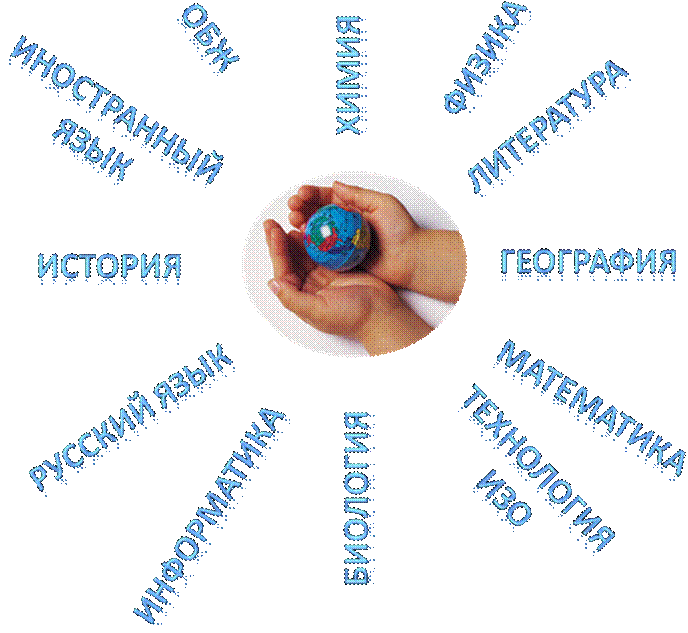 ОБЖ
ХИМИЯ
ФИЗИКА
ИНОСТРАННЫЙ
ЯЗЫК
ЛИТЕРАТУРА
ИСТОРИЯ
ГЕОГРАФИЯ
РУССКИЙ ЯЗЫК
МАТЕМАТИКА
ТЕХНОЛОГИЯ
ИЗО
ИНФОРМАТИКА
БИОЛОГИЯ